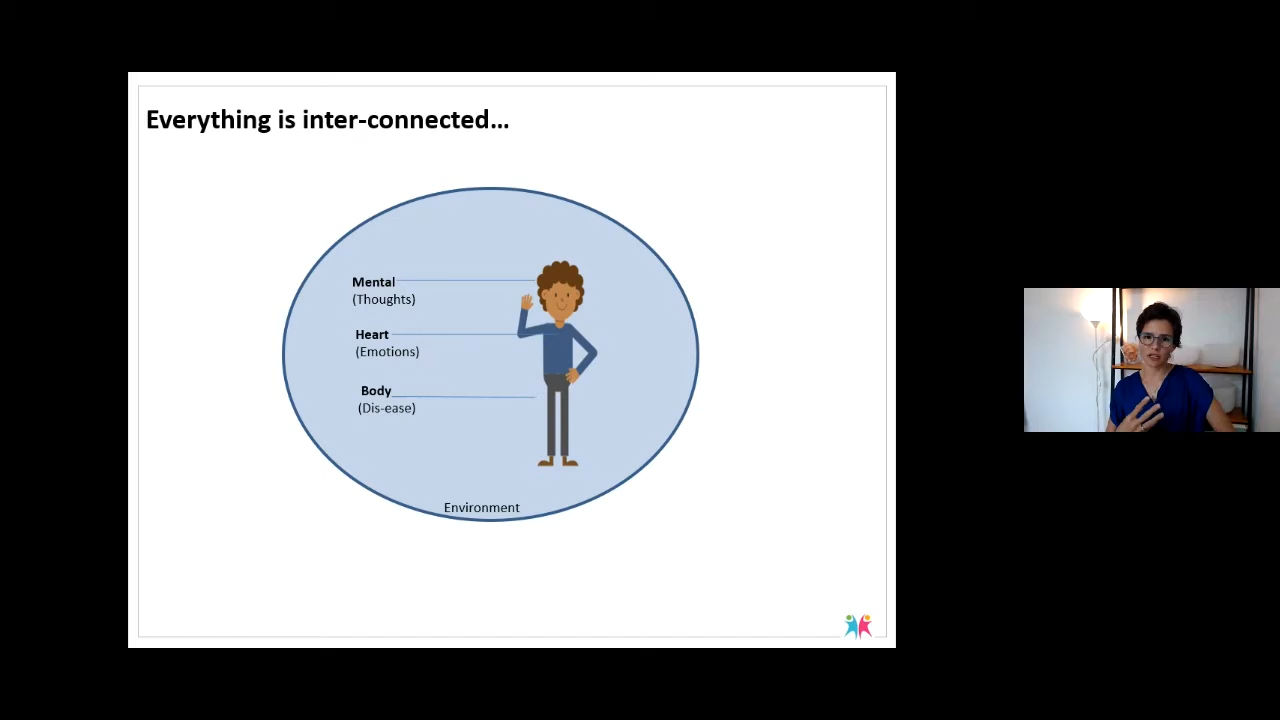 Everything is inter-connected…
Mental
(Thoughts)
Heart
(Emotions)
Body
(Dis-ease)
Environment